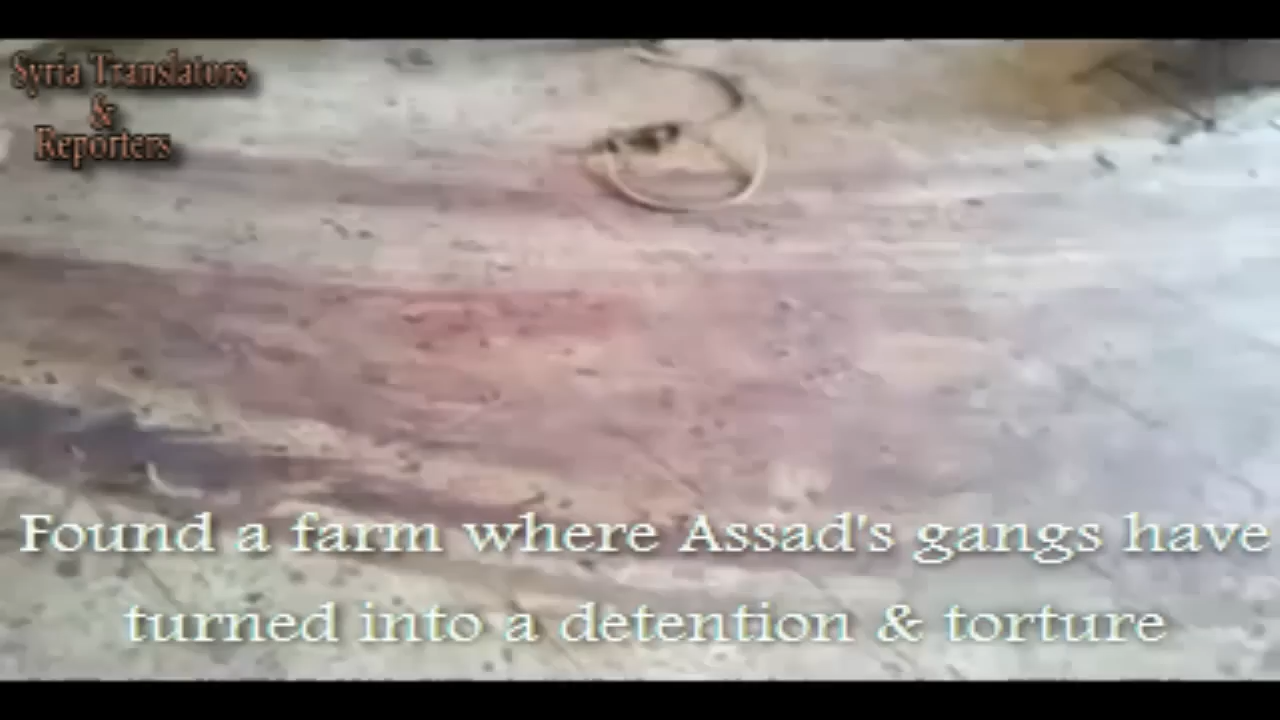 Syria Translators
&
Reporters
Found a farm where Assad's gangs have
turned into a detention & torture